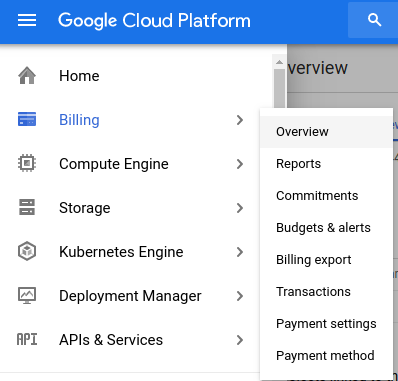 Google Cloud Platform
verview
Home
Billing
Compute Engine
Storage
Kubernetes Engine
Deployment Manager
API APIs & Services
Overview
Reports
Commitments
Budgets & alerts
Billing export
Transactions
Payment settings
Payment method